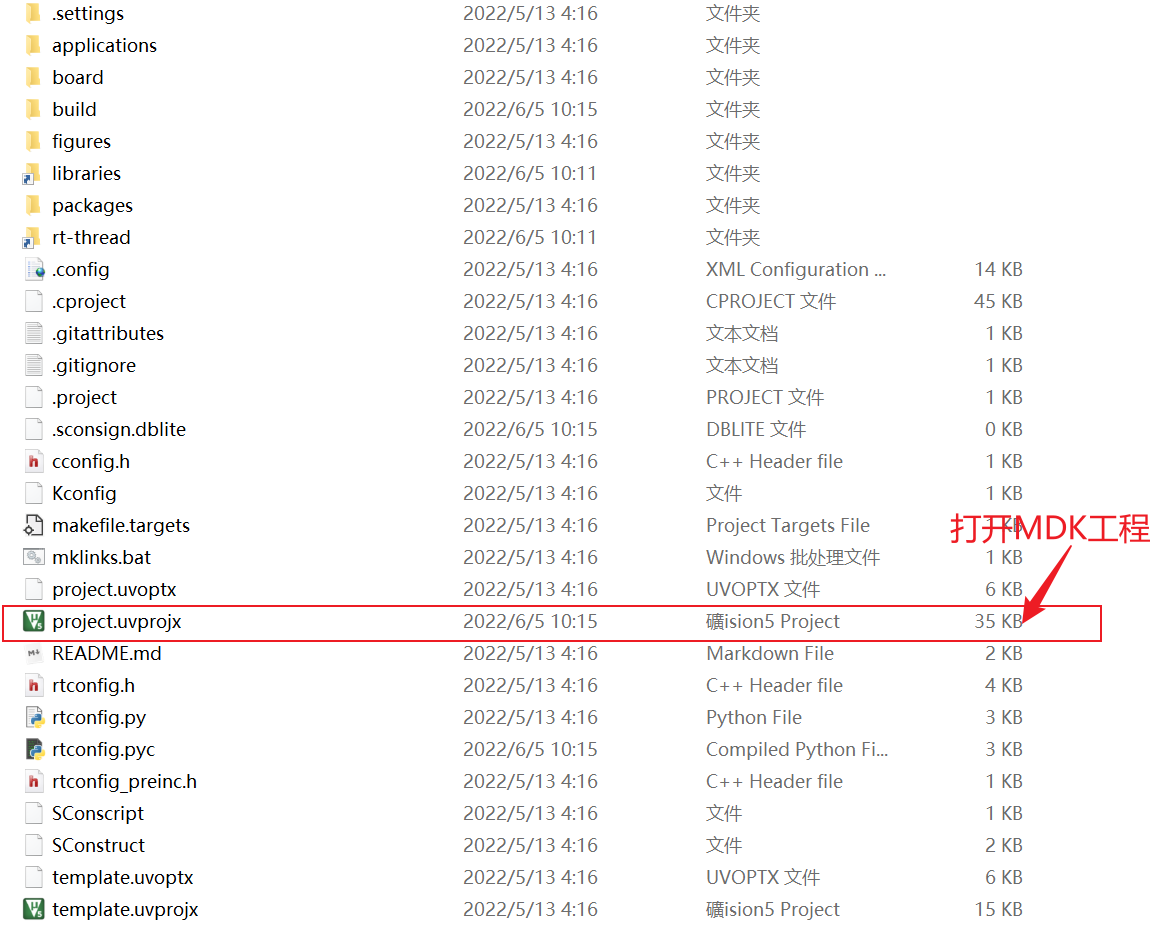 .settings 2022/5/13 4:16 文件夹
applications 2022/5/13 4:16 文件夹
board 2022/5/13 4:16 文件夹
build 2022/6/5 10:15 文件夹
figures 2022/5/13 4:16 文件夹
libraries 2022/6/5 10:11 文件夹
packages 2022/5/13 4:16 文件夹
rt-thread 2022/6/5 10:11 文件夹
.config 2022/5/13 4:16 XML Configuration ... 14 KB
.cproject 2022/5/13 4:16 CPROJECT 文件 45 KB
.gitattributes 2022/5/13 4:16 文本文档 1 KB
.gitignore 2022/5/13 4:16 文本文档 1 KB
.project 2022/5/13 4:16 PROJECT 文件 1 KB
.sconsign.dblite 2022/6/5 10:15 DBLITE 文件 0 KB
cconfig.h 2022/5/13 4:16 C++ Header file 1 KB
Kconfig 2022/5/13 4:16 文件 1 KB
makefile.targets 2022/5/13 4:16 Project Targets File KB
打开MDK工程
mklinks.bat 2022/5/13 4:16 Windows 批处理文件 1 KB
project.uvoptx 2022/5/13 4:16 UVOPTX 文件 6 KB
project.uvprojx 2022/6/5 10:15 礦ision5 Project 35 KB
README.md 2022/5/13 4:16 Markdown File 2 KB
rtconfig.h 2022/5/13 4:16 C++ Header file 4 KB
rtconfig.py 2022/5/13 4:16 Python File 3 KB
rtconfig.pyc 2022/6/5 10:15 Compiled Python Fi... 3 KB
rtconfig_preinc.h 2022/5/13 4:16 C++ Header file 1 KB
SConscript 2022/5/13 4:16 文件 1 KB
SConstruct 2022/5/13 4:16 文件 2 KB
template.uvoptx 2022/5/13 4:16 UVOPTX 文件 6 KB
template.uvprojx 2022/5/13 4:16 礦ision5 Project 15 KB